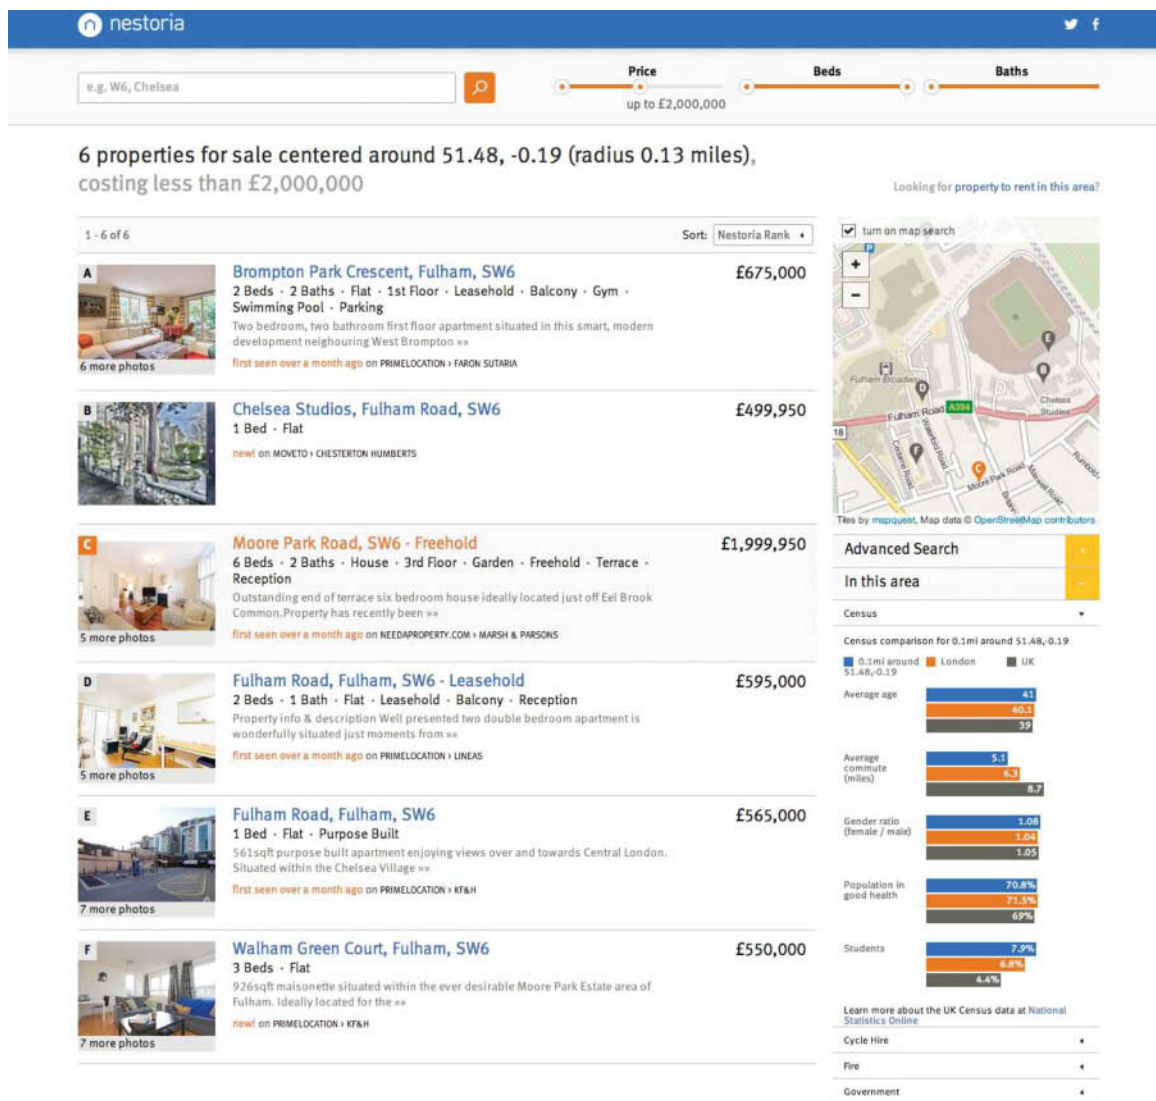 nestoria
e.g. W6, Chelsea
Price
Beds
Baths
up to £2,000,000
6 properties for sale centered around 51.48, -0.19 (radius 0.13 miles),
costing less than £2,000,000
Looking for property to rent in this area?
1 - 6 of 6
Sort: Nestoria Rank
A
6 more photos
Brompton Park Crescent, Fulham, SW6
£675,000
2 Beds · 2 Baths · Flat · 1st Floor · Leasehold · Balcony · Gym ·
Swimming Pool · Parking
Two bedroom, two bathroom first floor apartment situated in this smart, modern
development neighouring West Brompton »»
first seen over a month ago on PRIMELOCATION › FARON SUTARIA
B
Chelsea Studios, Fulham Road, SW6
£499,950
1 Bed · Flat
new! on MOVETO › CHESTERTON HUMBERTS
C
5 more photos
Moore Park Road, SW6 - Freehold
£1,999,950
6 Beds · 2 Baths · House · 3rd Floor · Garden · Freehold · Terrace ·
Reception
Outstanding end of terrace six bedroom house ideally located just off Eel Brook
Common.Property has recently been »»
first seen over a month ago on NEEDAPROPERTY.COM › MARSH & PARSONS
D
5 more photos
Fulham Road, Fulham, SW6 - Leasehold
£595,000
2 Beds · 1 Bath · Flat · Leasehold · Balcony · Reception
Property info & description Well presented two double bedroom apartment is
wonderfully situated just moments from »»
first seen over a month ago on PRIMELOCATION › LINEAS
E
7 more photos
Fulham Road, Fulham, SW6
£565,000
1 Bed · Flat · Purpose Built
561sqft purpose built apartment enjoying views over and towards Central London.
Situated within the Chelsea Village »»
first seen over a month ago on PRIMELOCATION › KF&H
F
7 more photos
Walham Green Court, Fulham, SW6
£550,000
3 Beds · Flat
926sqft maisonette situated within the ever desirable Moore Park Estate area of
Fulham. Ideally located for the »»
new! on PRIMELOCATION › KF&H
turn on map search
P
+
-
E
B
Fulham Broadway
D
Chelsea
Studios
Fulham Road
A304
18
Waterford Road
Cedarne Road
F
C
Moore Park Road
Maxwell Road
Rumbold
Tiles by mapquest, Map data © OpenStreetMap contributors
Advanced Search
In this area
Census
Census comparison for 0.1mi around 51.48,-0.19
0.1mi around
51.48,-0.19
London
UK
Average age
41
40.1
39
Average
commute
(miles)
5.1
6.3
8.7
Gender ratio
(female / male)
1.08
1.04
1.05
Population in
good health
70.8%
71.5%
69%
Students
7.9%
6.8%
4.4%
Learn more about the UK Census data at National
Statistics Online
Cycle Hire
Fire
Government